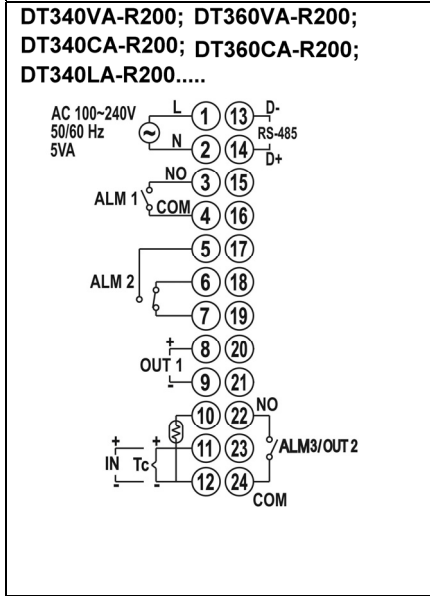 DT340VA-R200; DT360VA-R200;
DT340CA-R200; DT360CA-R200;
DT340LA-R200.....
AC 100~240V
50/60 Hz
5VA
L
N
1 13 D-
RS-485
2 14 D+
ALM 1
NO 3 15
COM 4 16
ALM 2
5 17
6 18
7 19
OUT 1
+ 8 20
- 9 21
10 22 NO
+ + 11 23 ALM3/OUT 2
IN Tc
- - 12 24 COM